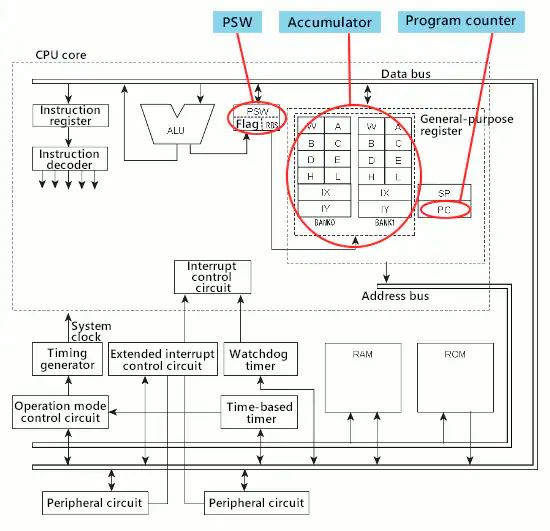 PSW
Accumulator
Program counter
CPU core
Data bus
Instruction
register
ALU
PSW
Flag
RBS
General-purpose
register
W A
B C
D E
H L
IX
IY
BANK0
W A
B C
D E
H L
IX
IY
BANK1
SP
PC
Instruction
decoder
Interrupt
control
circuit
Address bus
System
clock
Timing
generator
Extended interrupt
control circuit
Watchdog
timer
RAM
ROM
Operation mode
control circuit
Time-based
timer
Peripheral circuit
Peripheral circuit